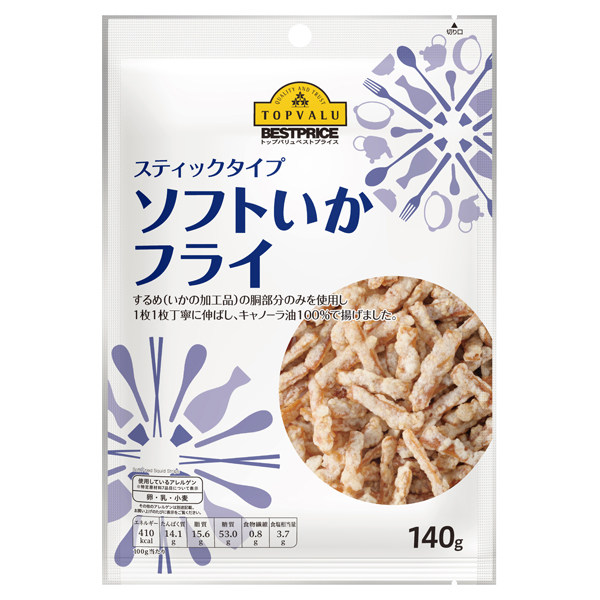 切り口
QUALITY AND TRUST
TOPVALU
BESTPRICE
トップバリュベストプライス
スティックタイプ
ソフトいか
フライ
するめ(いかの加工品)の胴部分のみを使用し
1枚1枚丁寧に伸ばし、キャノーラ油100%で揚げました。
使用しているアレルゲン
卵・乳・小麦
エネルギー たんぱく質 脂質 糖質 食物繊維 食塩相当量
410 kcal 14.1 g 15.6 g 53.0 g 0.8 g 3.7 g
100g当たり
140g